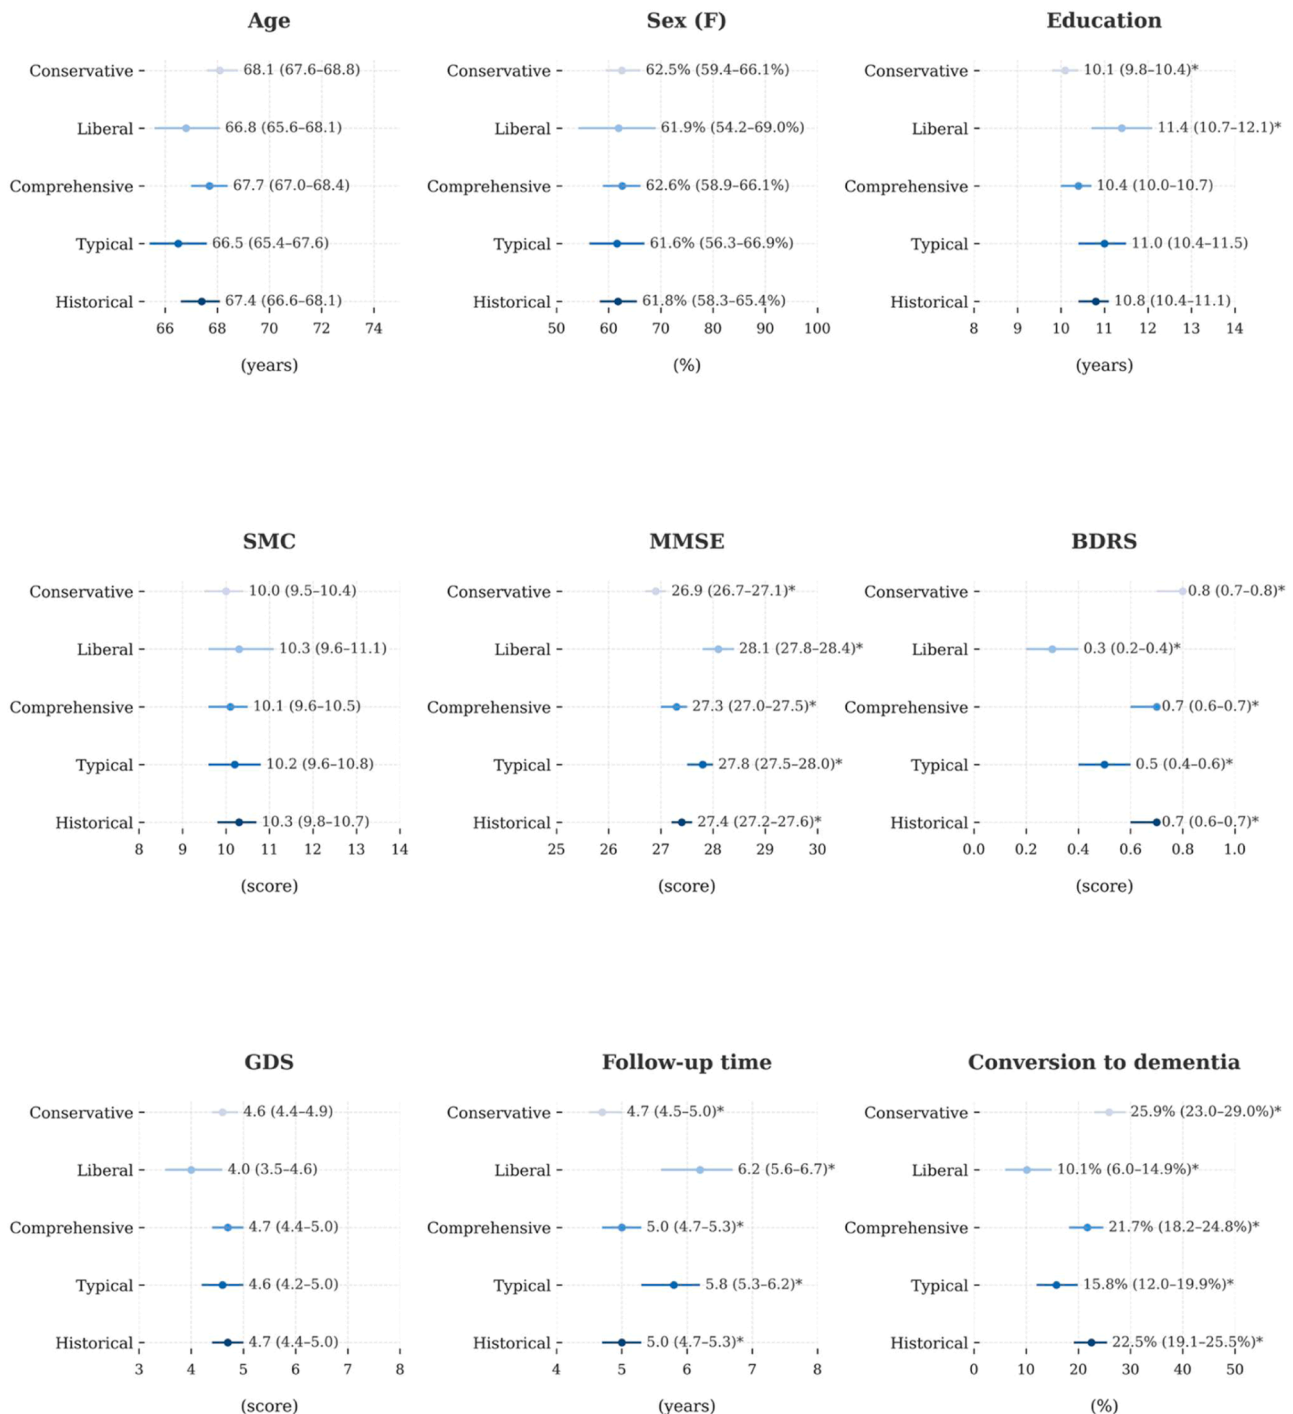 Age
Conservative
68.1 (67.6–68.8)
Liberal
66.8 (65.6–68.1)
Comprehensive
67.7 (67.0–68.4)
Typical
66.5 (65.4–67.6)
Historical
67.4 (66.6–68.1)
66 68 70 72 74
(years)
Sex (F)
Conservative
62.5% (59.4–66.1%)
Liberal
61.9% (54.2–69.0%)
Comprehensive
62.6% (58.9–66.1%)
Typical
61.6% (56.3–66.9%)
Historical
61.8% (58.3–65.4%)
50 60 70 80 90 100
(%)
Education
Conservative
10.1 (9.8–10.4)*
Liberal
11.4 (10.7–12.1)*
Comprehensive
10.4 (10.0–10.7)
Typical
11.0 (10.4–11.5)
Historical
10.8 (10.4–11.1)
8 9 10 11 12 13 14
(years)
SMC
Conservative
10.0 (9.5–10.4)
Liberal
10.3 (9.6–11.1)
Comprehensive
10.1 (9.6–10.5)
Typical
10.2 (9.6–10.8)
Historical
10.3 (9.8–10.7)
8 9 10 11 12 13 14
(score)
MMSE
Conservative
26.9 (26.7–27.1)*
Liberal
28.1 (27.8–28.4)*
Comprehensive
27.3 (27.0–27.5)*
Typical
27.8 (27.5–28.0)*
Historical
27.4 (27.2–27.6)*
25 26 27 28 29 30
(score)
BDRS
Conservative
0.8 (0.7–0.8)*
Liberal
0.3 (0.2–0.4)*
Comprehensive
0.7 (0.6–0.7)*
Typical
0.5 (0.4–0.6)*
Historical
0.7 (0.6–0.7)*
0.0 0.2 0.4 0.6 0.8 1.0
(score)
GDS
Conservative
4.6 (4.4–4.9)
Liberal
4.0 (3.5–4.6)
Comprehensive
4.7 (4.4–5.0)
Typical
4.6 (4.2–5.0)
Historical
4.7 (4.4–5.0)
3 4 5 6 7 8
(score)
Follow-up time
Conservative
4.7 (4.5–5.0)*
Liberal
6.2 (5.6–6.7)*
Comprehensive
5.0 (4.7–5.3)*
Typical
5.8 (5.3–6.2)*
Historical
5.0 (4.7–5.3)*
4 5 6 7 8
(years)
Conversion to dementia
Conservative
25.9% (23.0–29.0%)*
Liberal
10.1% (6.0–14.9%)*
Comprehensive
21.7% (18.2–24.8%)*
Typical
15.8% (12.0–19.9%)*
Historical
22.5% (19.1–25.5%)*
0 10 20 30 40 50
(%)